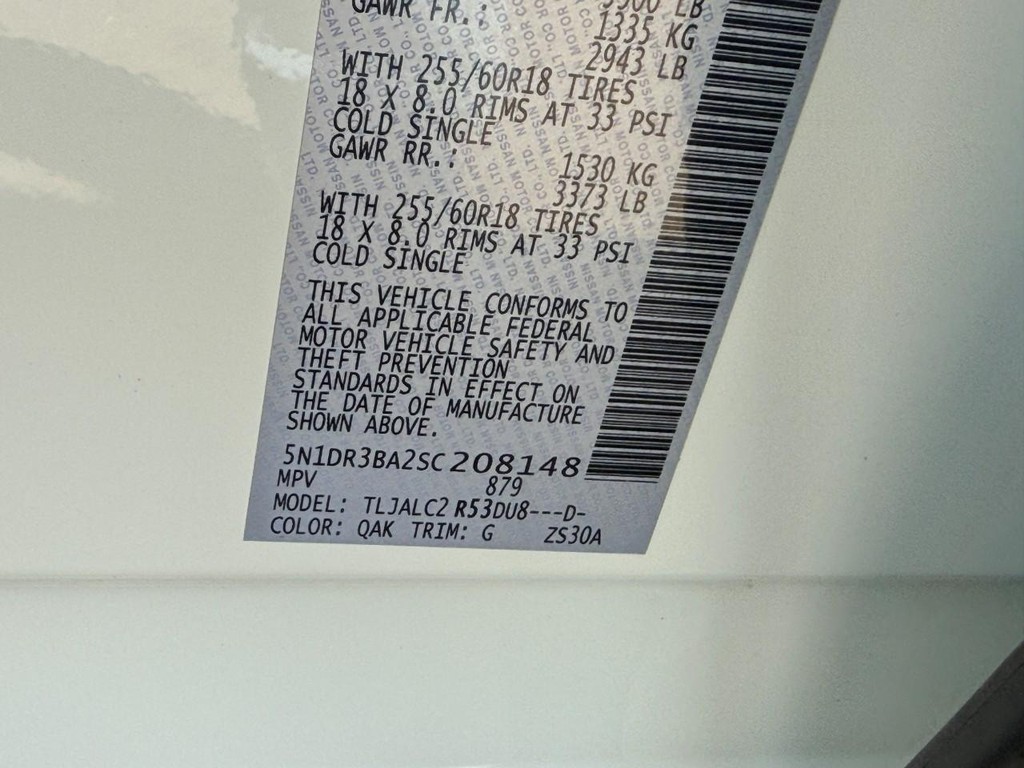 GAWR FR.:
1335 KG
2943 LB
WITH 255/60R18 TIRES
18 X 8.0 RIMS AT 33 PSI
COLD SINGLE
GAWR RR.:
1530 KG
3373 LB
WITH 255/60R18 TIRES
18 X 8.0 RIMS AT 33 PSI
COLD SINGLE
THIS VEHICLE CONFORMS TO
ALL APPLICABLE FEDERAL
MOTOR VEHICLE SAFETY AND
THEFT PREVENTION
STANDARDS IN EFFECT ON
THE DATE OF MANUFACTURE
SHOWN ABOVE.
5N1DR3BA2SC208148
MPV 879
MODEL: TLJALC2 R53DU8---D-
COLOR: QAK TRIM: G ZS30A